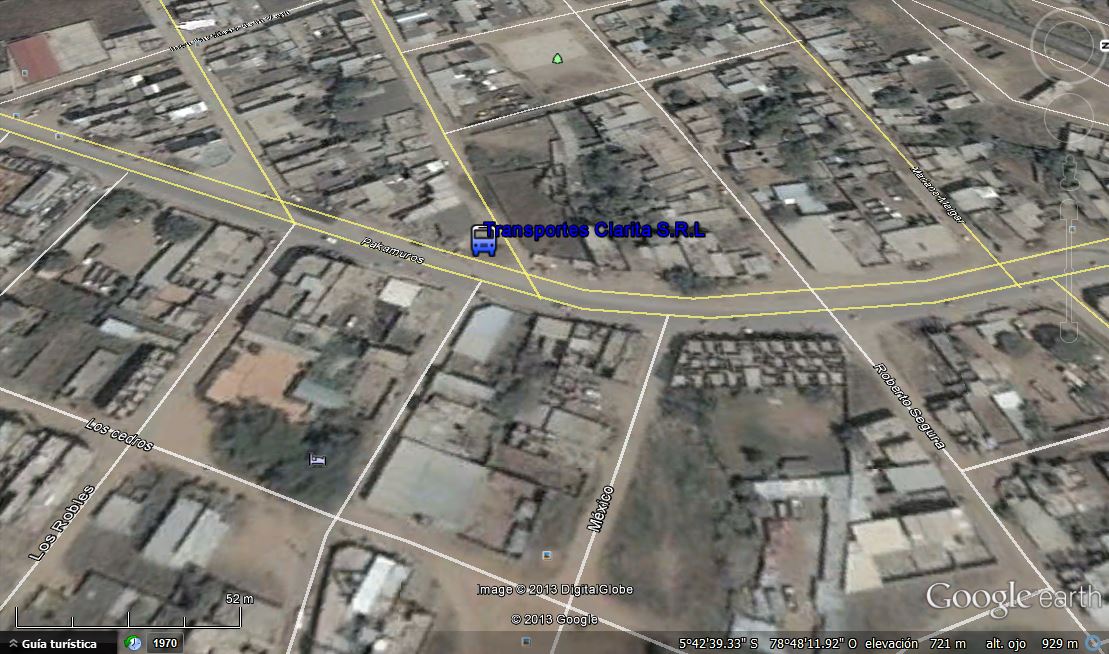 Transportes Clarita S.R.L
Pakamuros
Los cedros
Roberto Segura
Los Robles
México
Image © 2013 DigitalGlobe
© 2013 Google
Google earth
52 m
Guía turística
1970
5°42'39.33" S 78°48'11.92" O elevación 721 m alt. ojo 929 m